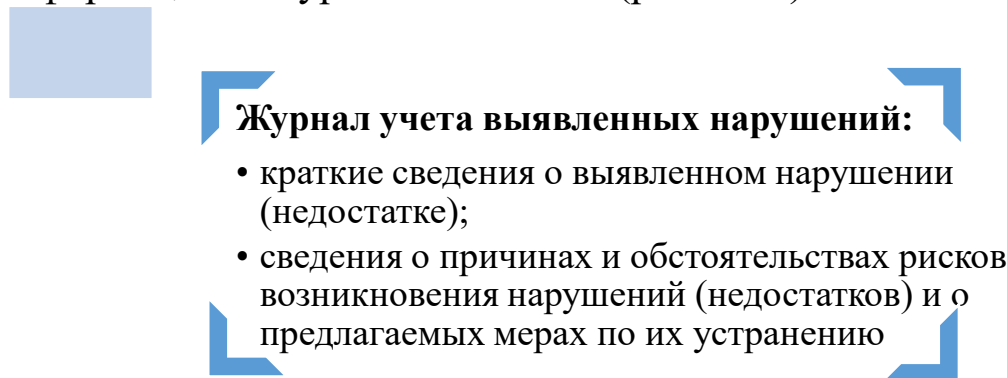 Журнал учета выявленных нарушений:
• краткие сведения о выявленном нарушении
(недостатке);
• сведения о причинах и обстоятельствах рисков
возникновения нарушений (недостатков) и о
предлагаемых мерах по их устранению